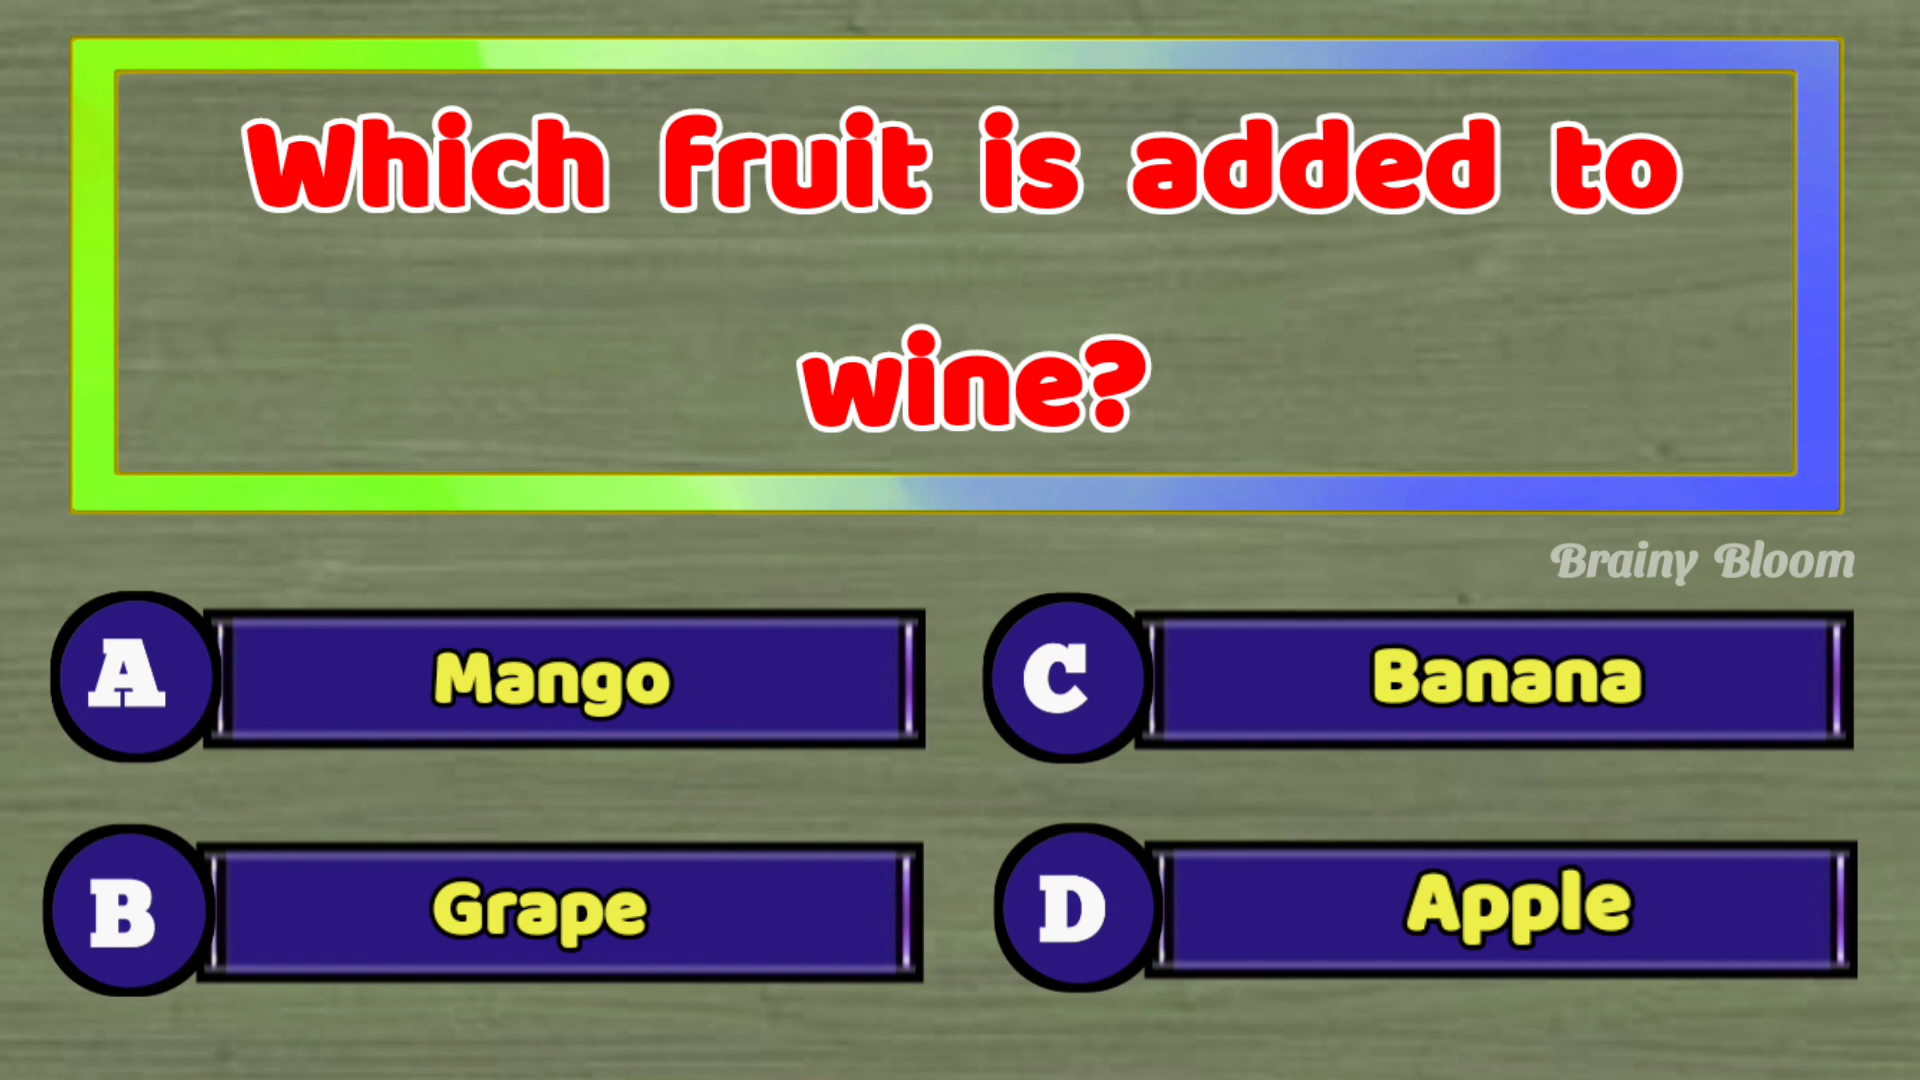 Which fruit is added to
wine?
Brainy Bloom
A Mango
C Banana
B Grape
D Apple